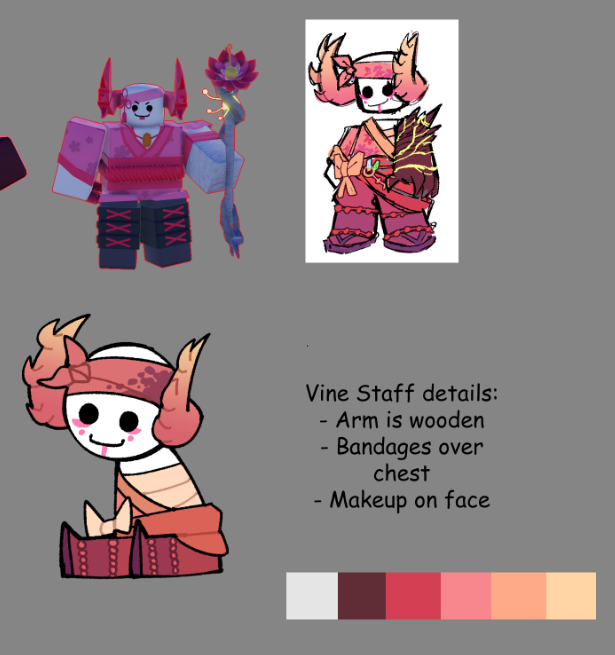 Vine Staff details:
- Arm is wooden
- Bandages over
chest
- Makeup on face